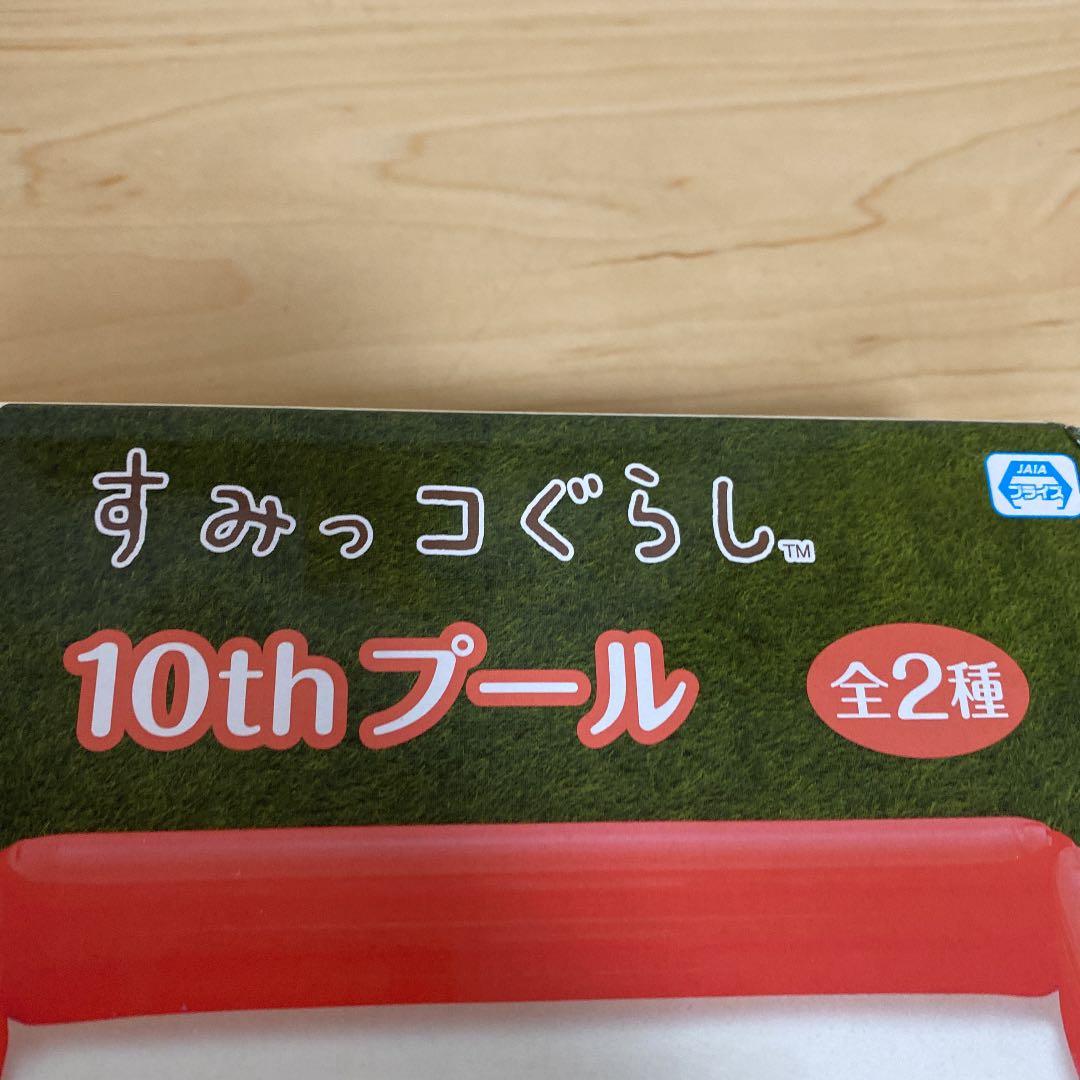 すみっコぐらし™
JAIA
プライズ
10thプール
全2種